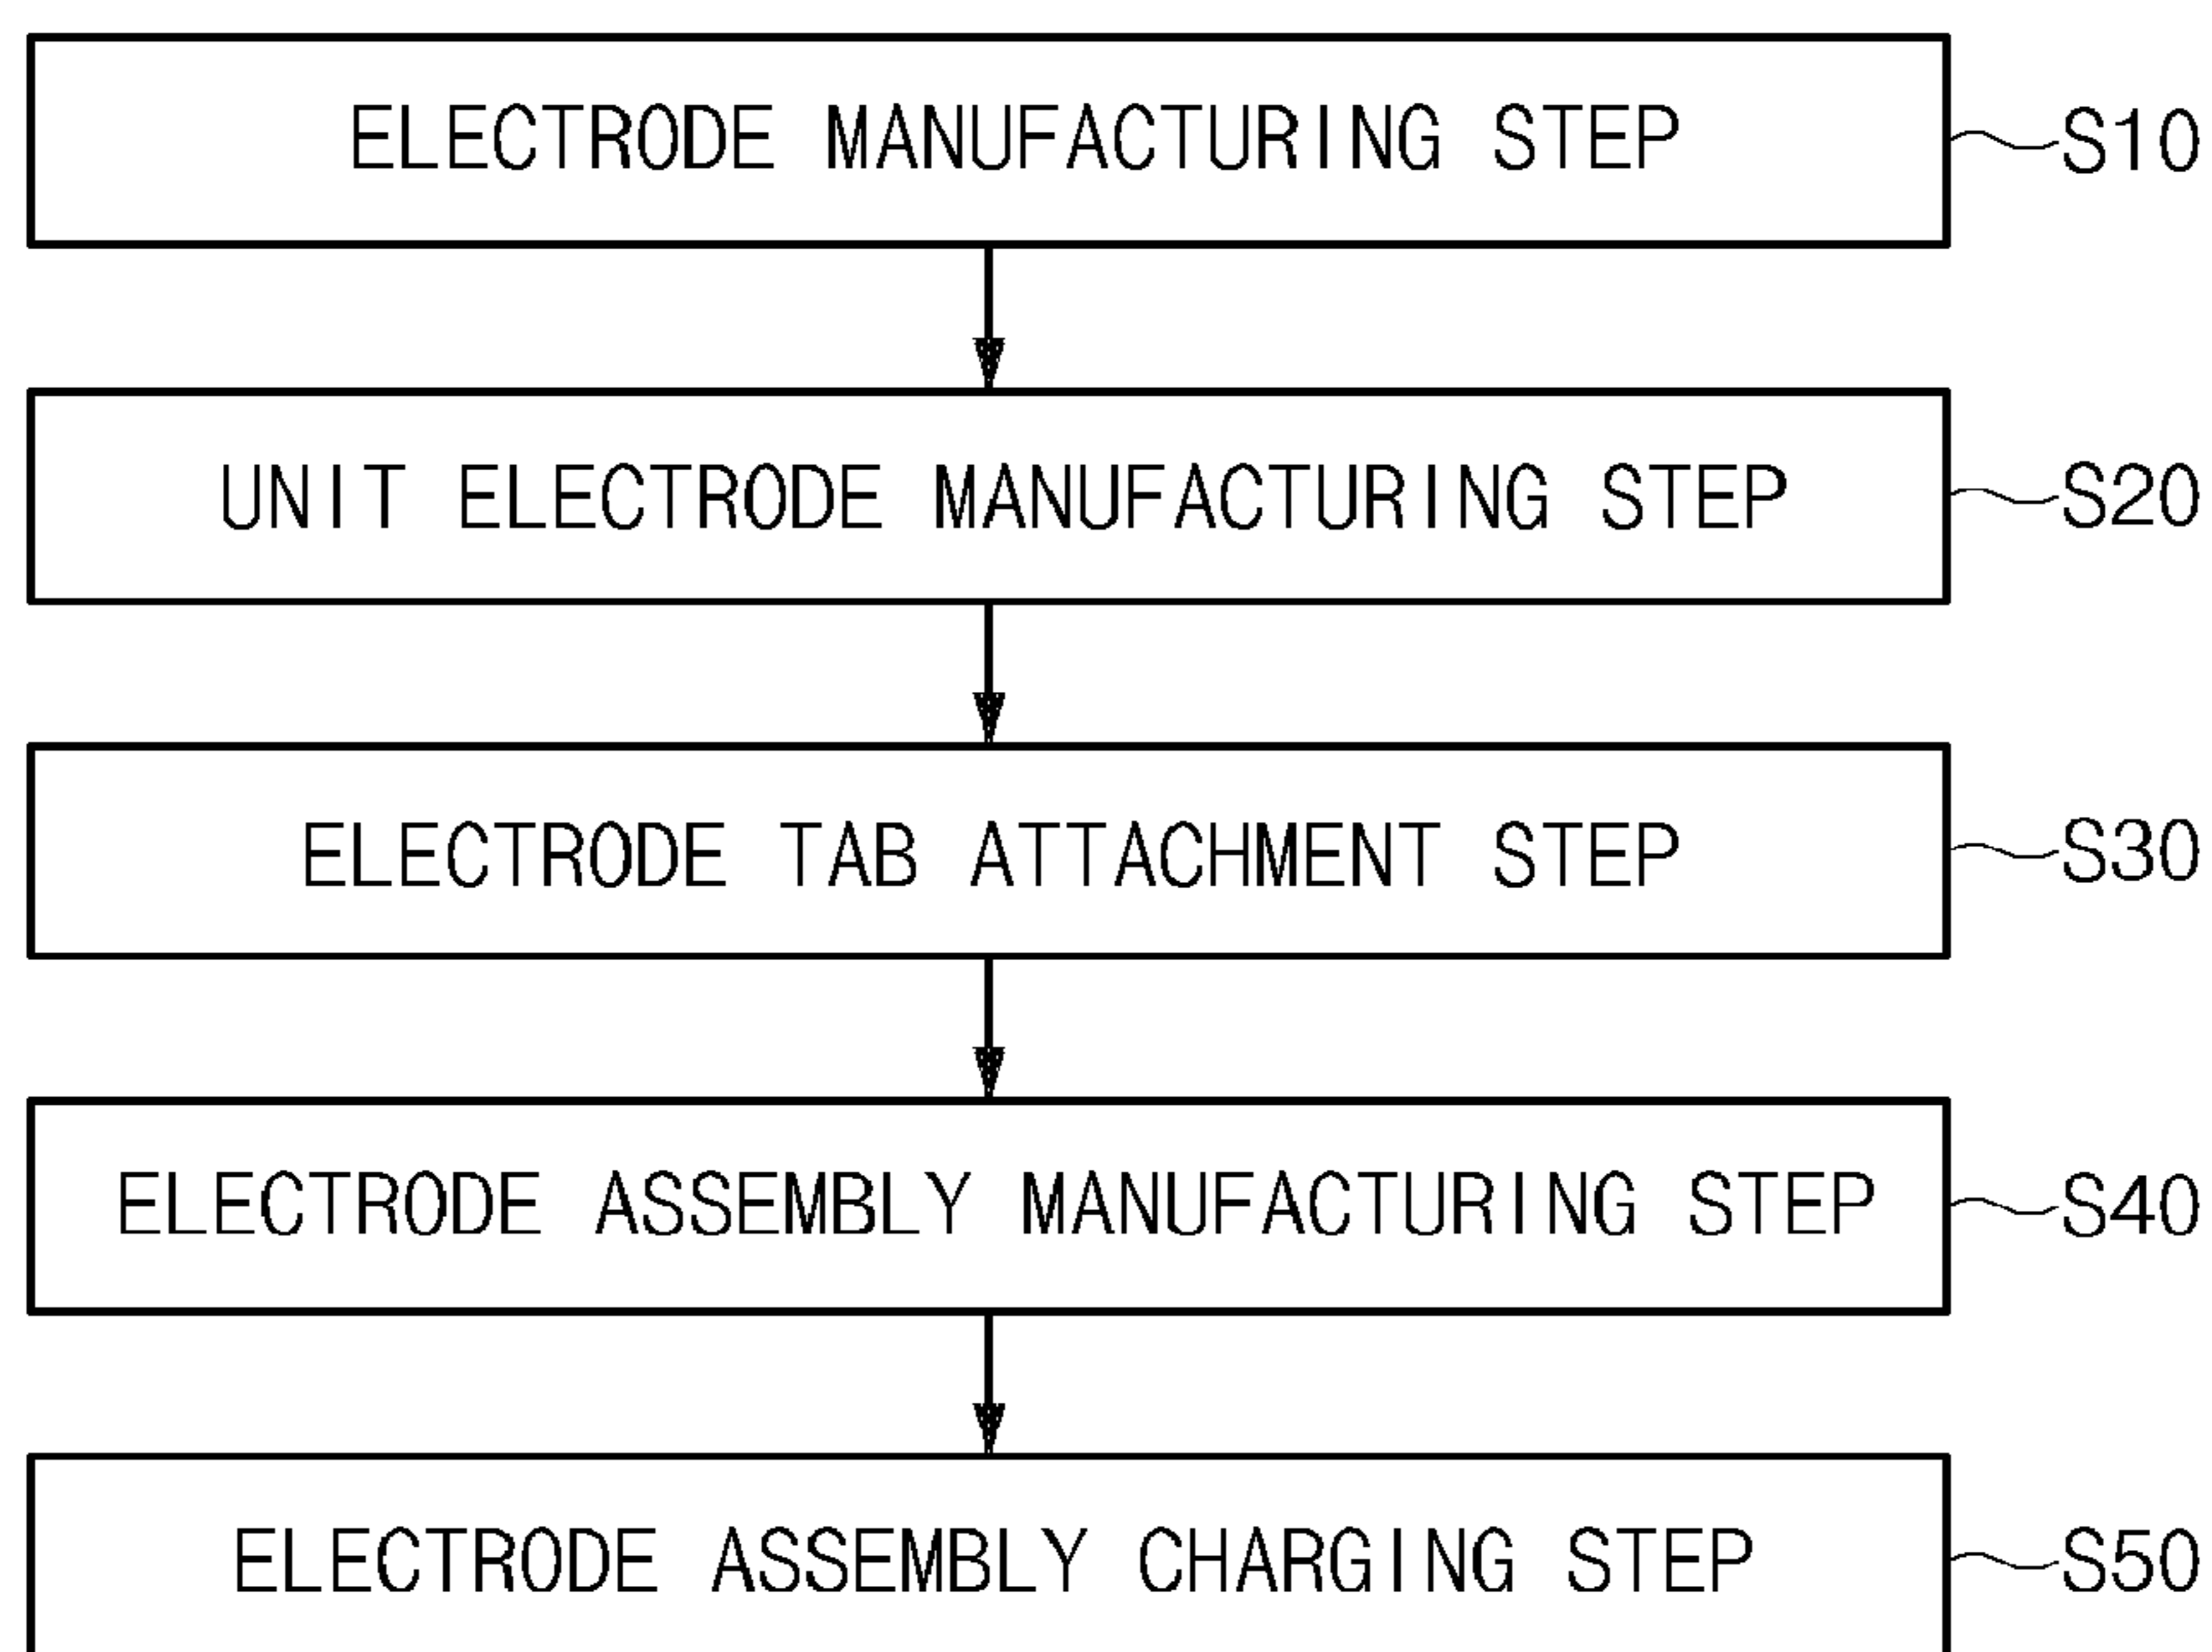 ELECTRODE MANUFACTURING STEP S10
UNIT ELECTRODE MANUFACTURING STEP S20
ELECTRODE TAB ATTACHMENT STEP S30
ELECTRODE ASSEMBLY MANUFACTURING STEP S40
ELECTRODE ASSEMBLY CHARGING STEP S50